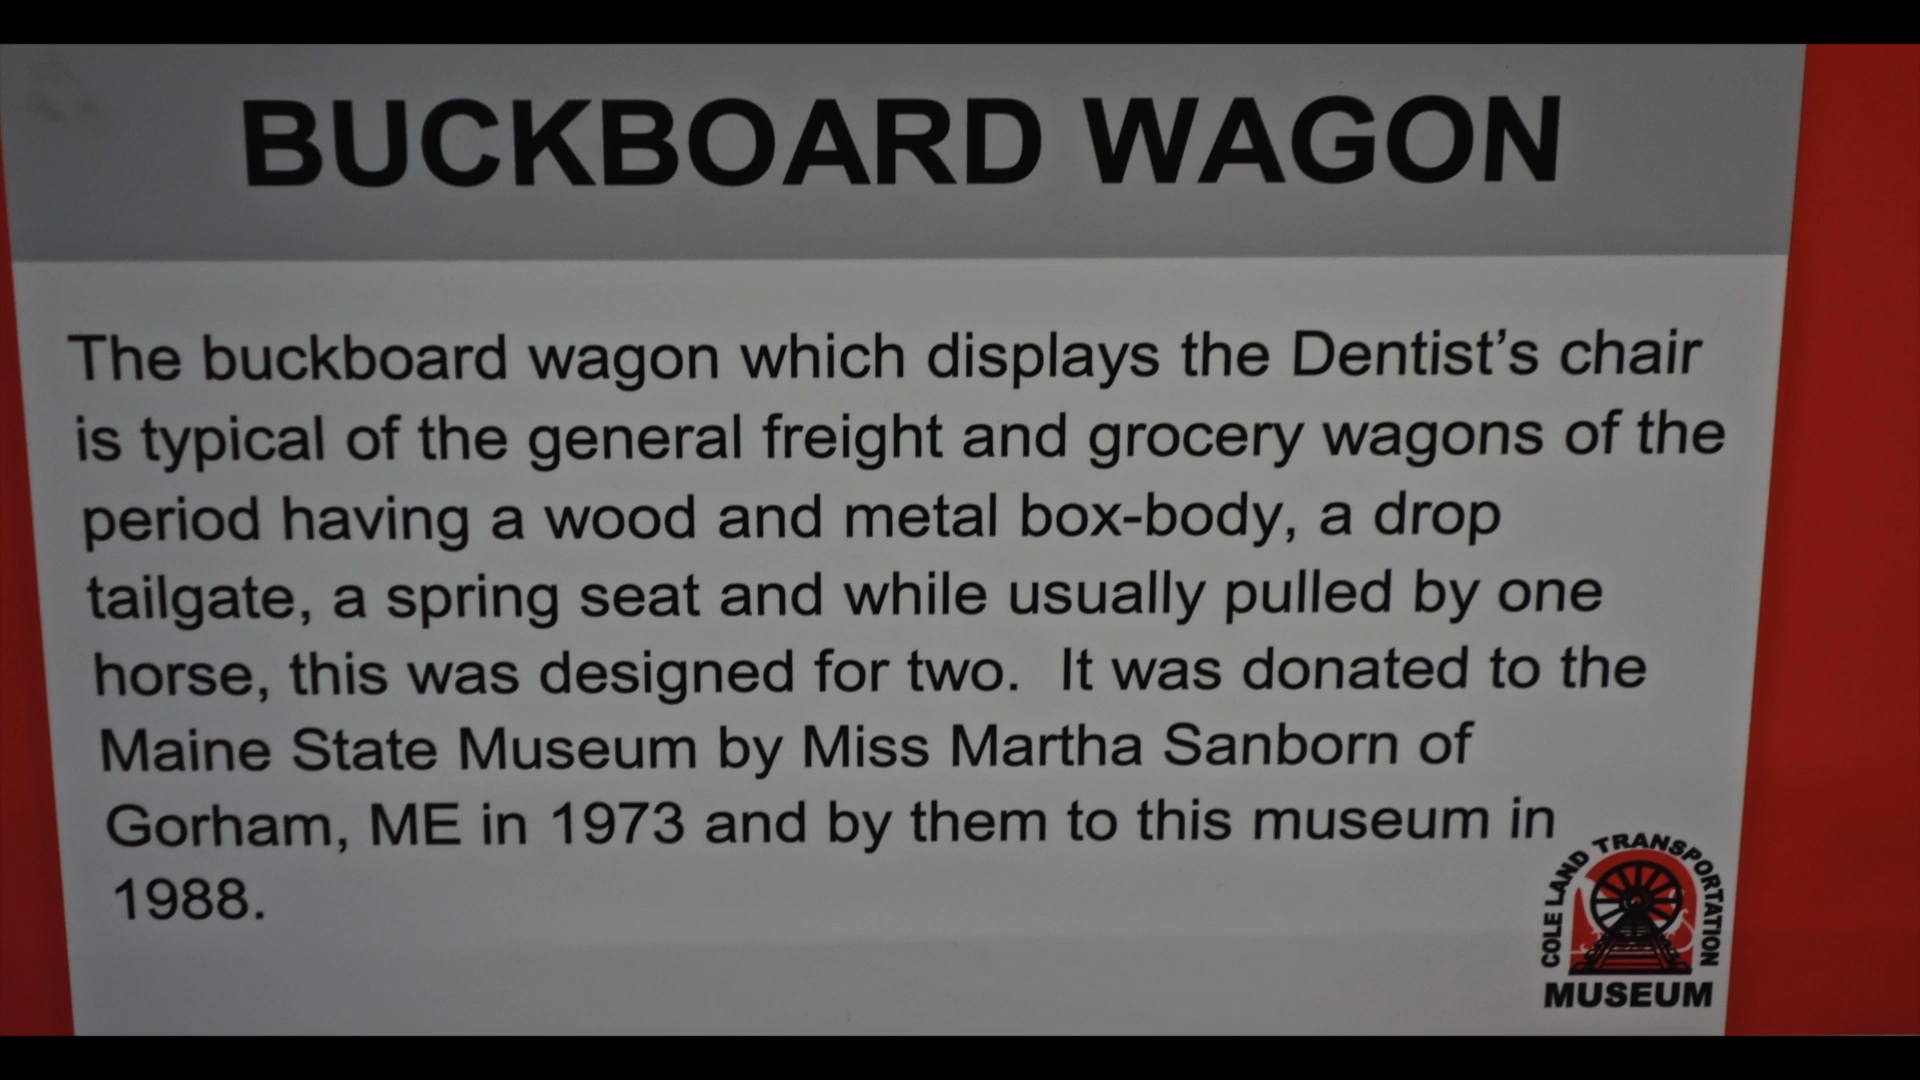 BUCKBOARD WAGON
The buckboard wagon which displays the Dentist’s chair
is typical of the general freight and grocery wagons of the
period having a wood and metal box-body, a drop
tailgate, a spring seat and while usually pulled by one
horse, this was designed for two.  It was donated to the
Maine State Museum by Miss Martha Sanborn of
Gorham, ME in 1973 and by them to this museum in
1988.
COLE LAND TRANSPORTATION
MUSEUM